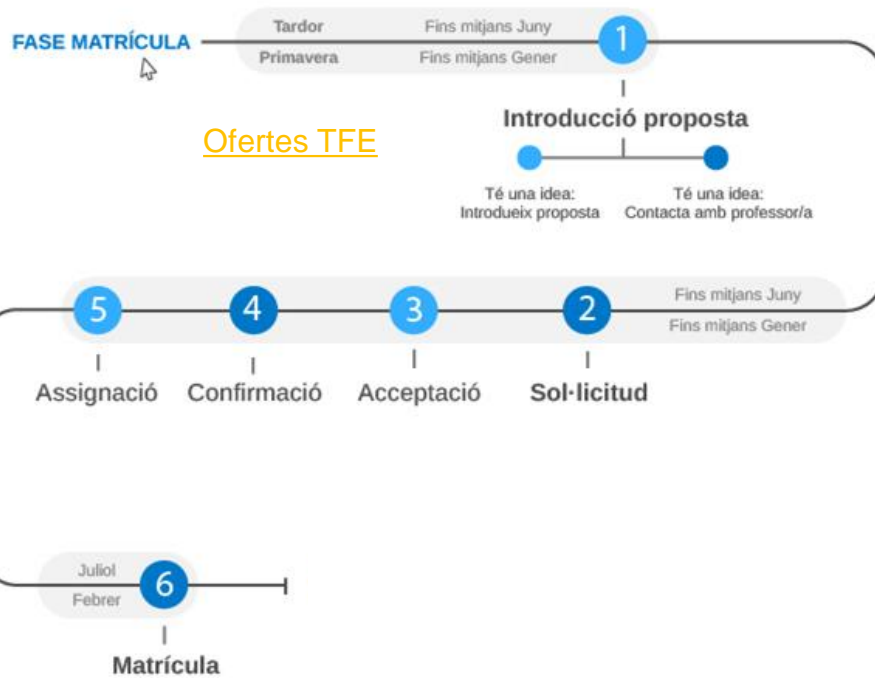 FASE MATRÍCULA
Tardor Fins mitjans Juny
Primavera Fins mitjans Gener
1
Introducció proposta
Ofertes TFE
Té una idea:
Introdueix proposta
Té una idea:
Contacta amb professor/a
5 4 3 2
Fins mitjans Juny
Fins mitjans Gener
Assignació Confirmació Acceptació Sol·licitud
Juliol
Febrer
6
Matrícula